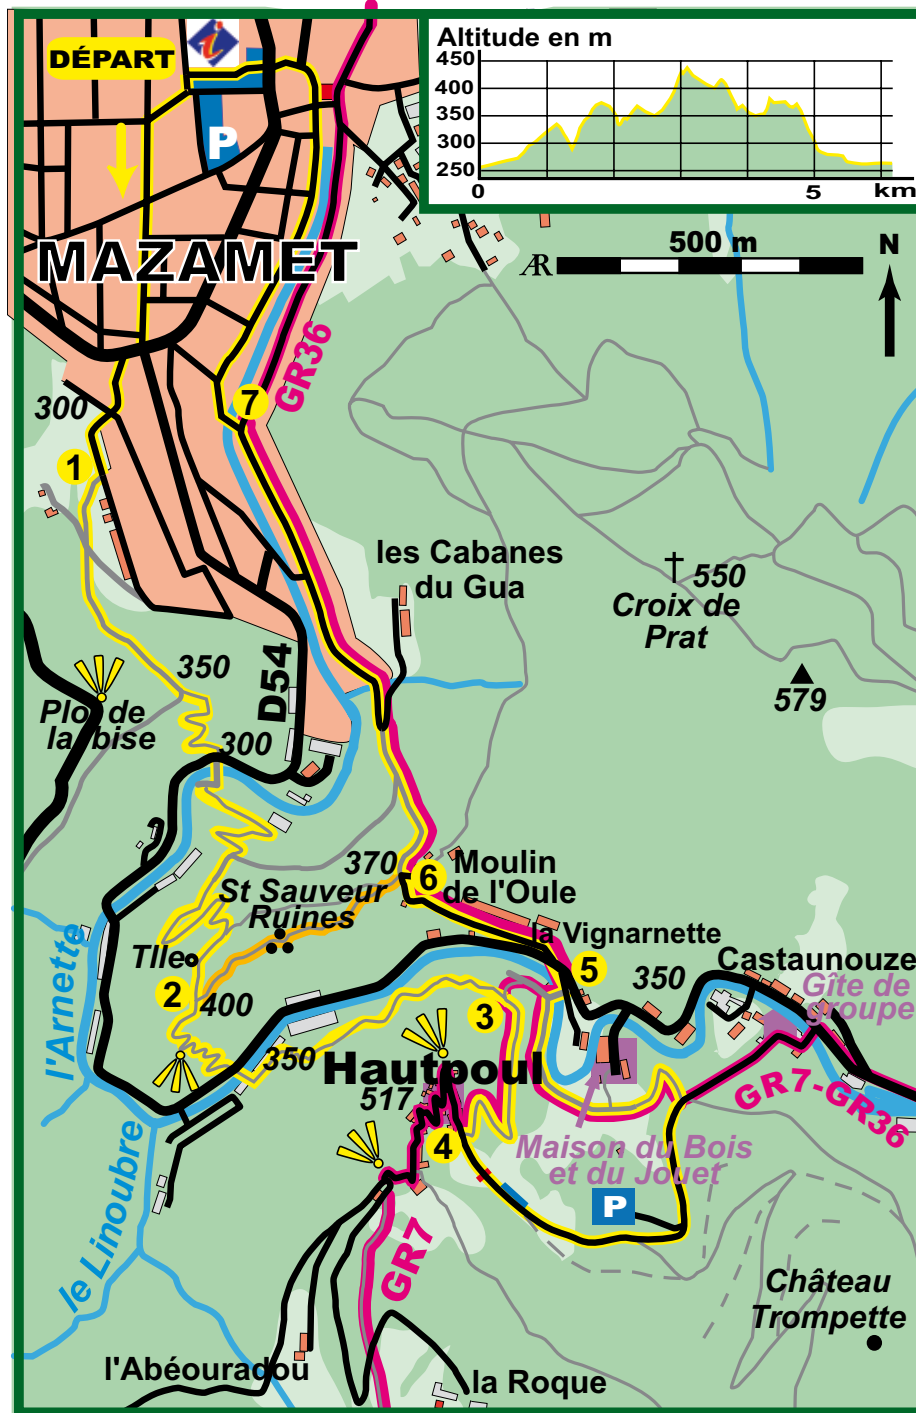 DÉPART
i
P
Altitude en m
450
400
350
300
250
0
5
km
500 m
N
AR
MAZAMET
GR36
7
300
1
les Cabanes
du Gua
550
Croix de
Prat
579
350
D54
Plo de
la bise
300
370
6
Moulin
de l'Oule
St Sauveur
Ruines
la Vignarnette
Tlle
2
400
5
350
Castaunouze
Gîte de
groupe
l'Arnette
3
350
Hautpoul
517
GR7-GR36
4
Maison du Bois
et du Jouet
P
le Linoubre
GR7
Château
Trompette
l'Abéouradou
la Roque